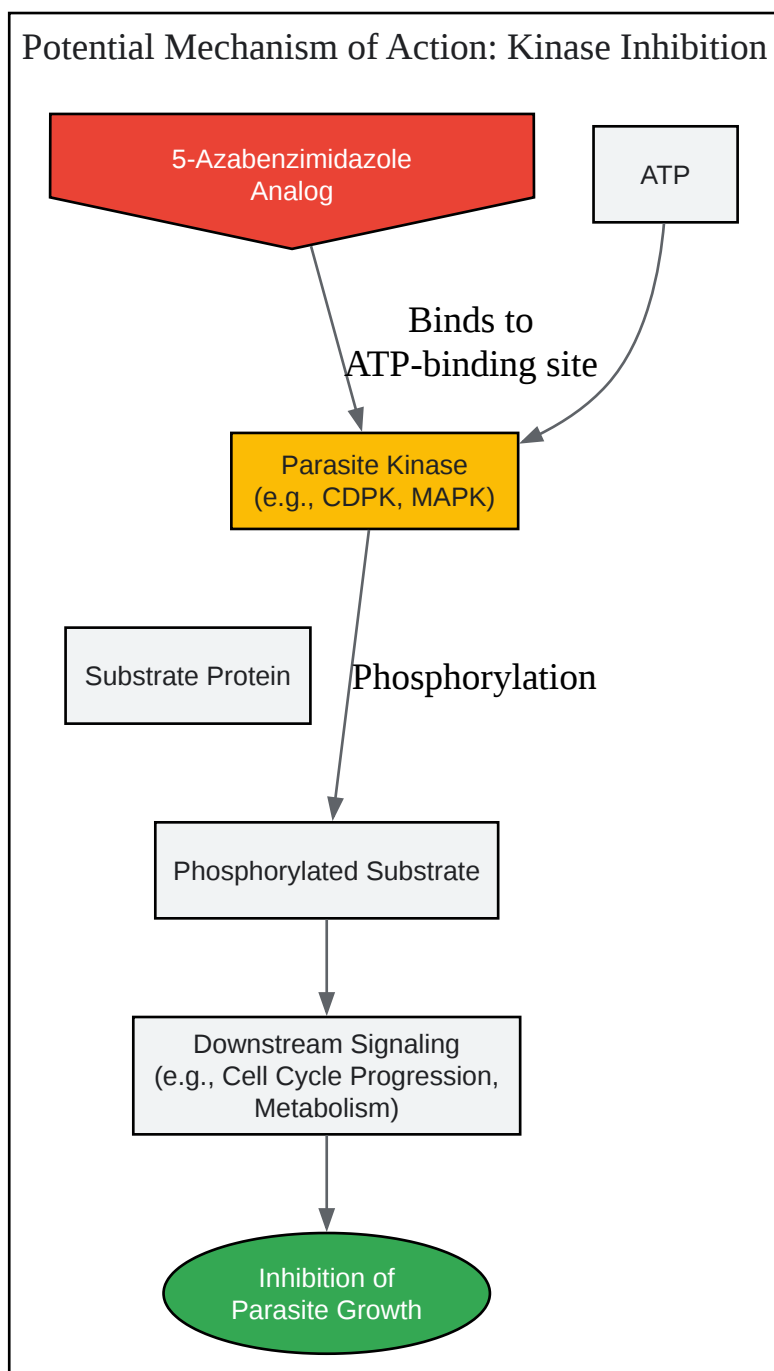 Potential Mechanism of Action: Kinase Inhibition
5-Azabenzimidazole
Analog
ATP
Binds to
ATP-binding site
Parasite Kinase
(e.g., CDPK, MAPK)
Substrate Protein
Phosphorylation
Phosphorylated Substrate
Downstream Signaling
(e.g., Cell Cycle Progression,
Metabolism)
Inhibition of
Parasite Growth